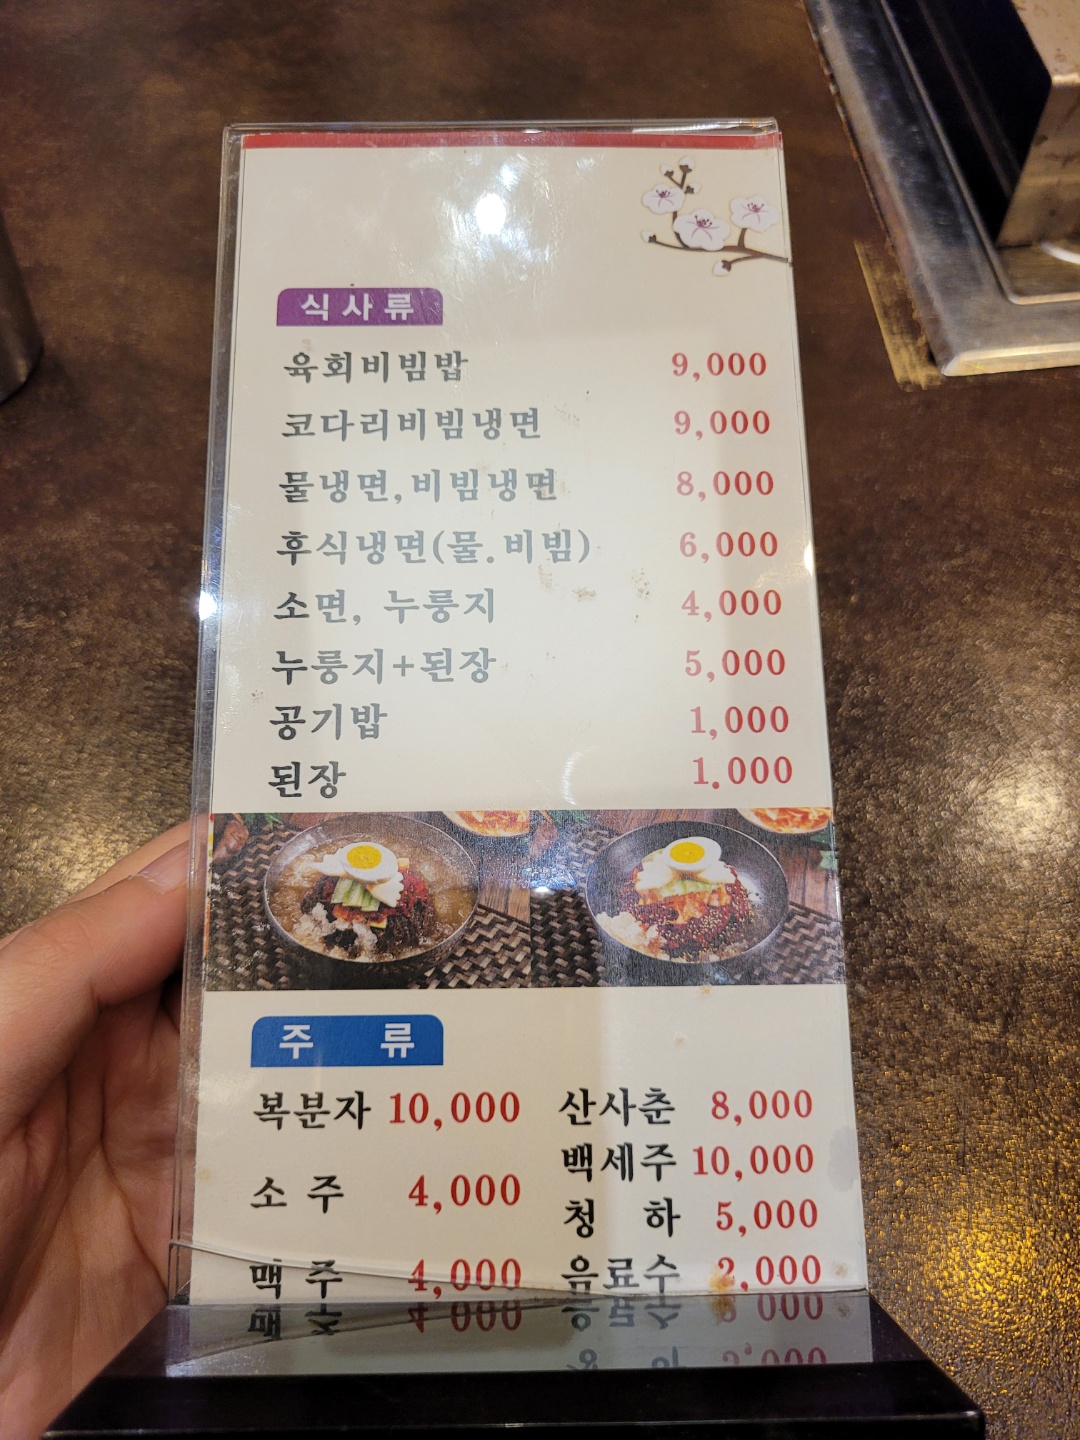 식사류
육회비빔밥 9,000
코다리비빔냉면 9,000
물냉면,비빔냉면 8,000
후식냉면(물.비빔) 6,000
소면, 누룽지 4,000
누룽지+된장 5,000
공기밥 1,000
된장 1.000
주 류
복분자 10,000 산사춘 8,000
백세주 10,000
소 주 4,000
청 하 5,000
맥 주 4,000 음료수 2,000